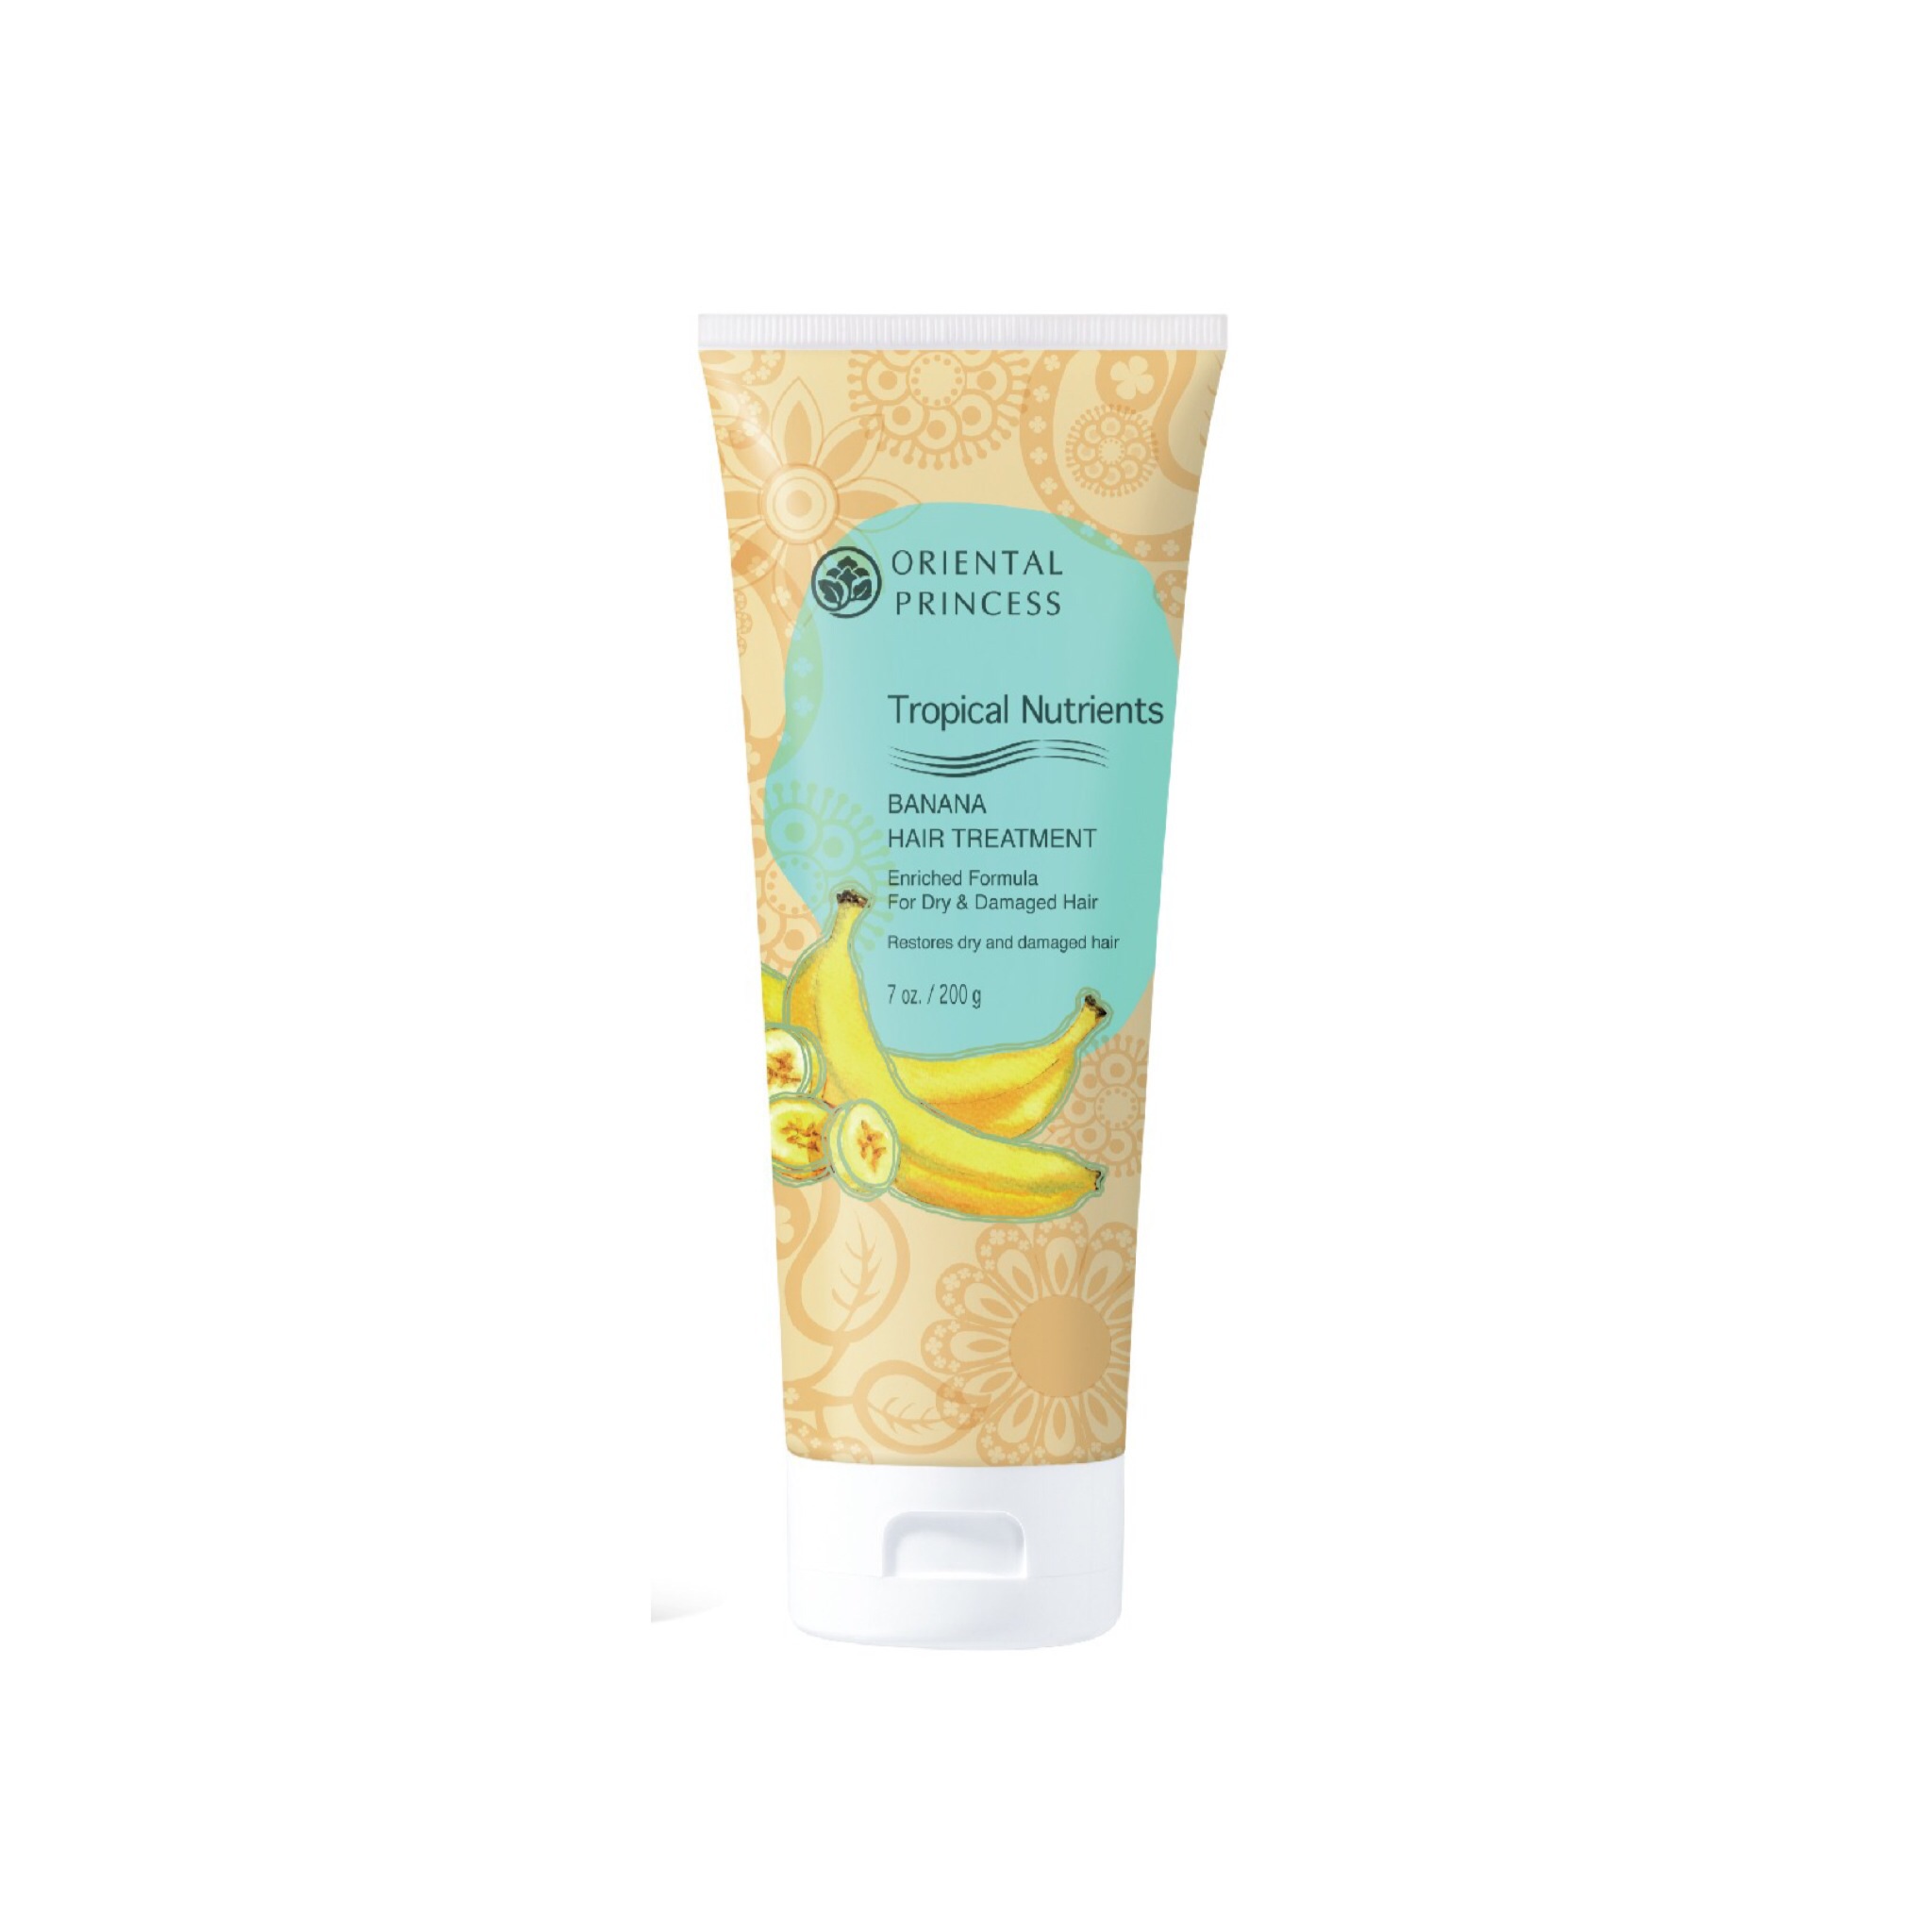 ORIENTAL
PRINCESS
Tropical Nutrients
BANANA
HAIR TREATMENT
Enriched Formula
For Dry & Damaged Hair
Restores dry and damaged hair
7 oz. / 200 g